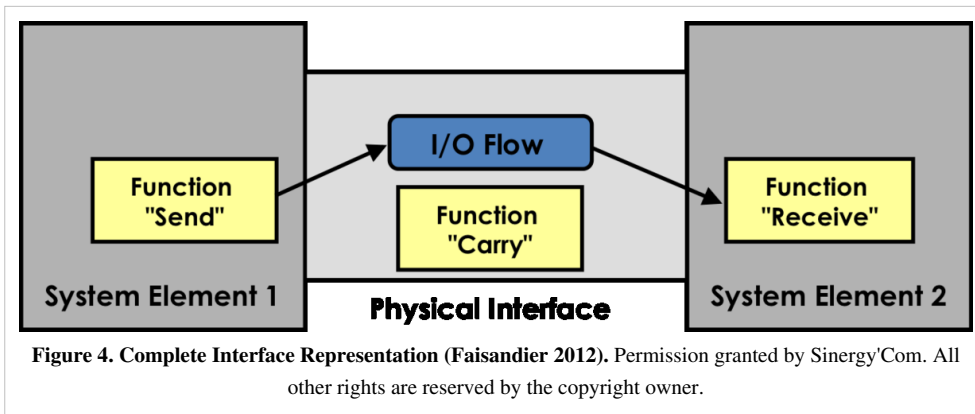 I/O Flow
Function
"Send"
Function
"Carry"
Function
"Receive"
System Element 1
Physical Interface
System Element 2
Figure 4. Complete Interface Representation (Faisandier 2012). Permission granted by Sinergy'Com. All
other rights are reserved by the copyright owner.